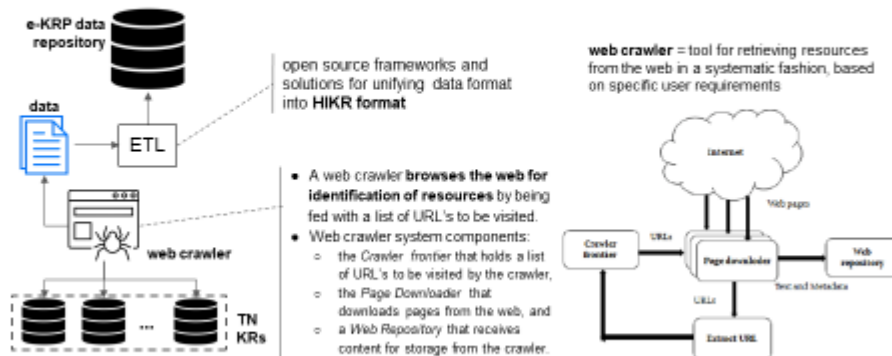 e-KRP data
repository
data
ETL
web crawler
...
TN
KRs
open source frameworks and
solutions for unifying data format
into HIKR format
● A web crawler browses the web for
identification of resources by being
fed with a list of URL's to be visited.
● Web crawler system components:
○ the Crawler frontier that holds a list
of URL's to be visited by the crawler,
○ the Page Downloader that
downloads pages from the web, and
○ a Web Repository that receives
content for storage from the crawler.
web crawler = tool for retrieving resources
from the web in a systematic fashion, based
on specific user requirements
Internet
Web pages
Crawler
frontier
URLs
Page downloader
Web
repository
Text and Metadata
URLs
Extract URL